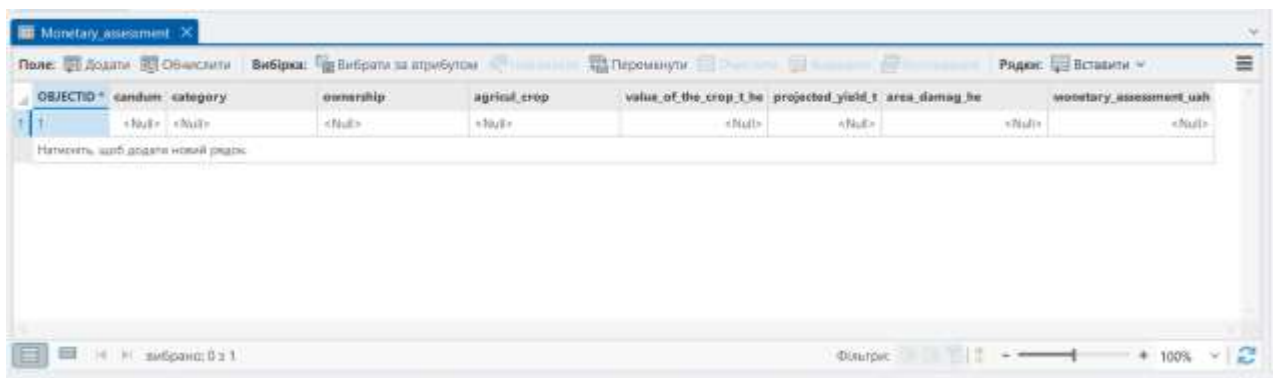 Monetary_assessment
Поле: Додати Обчислити Вибірка: Вибрати за атрибутом Перемкнути Рядки: Вставити
OBJECTID * candum category ownership agricul_crop value_of_the_crop_t_he projected_yield_t area_damag_he monetary_assessment_uah
1 1 <Null> <Null> <Null> <Null> <Null> <Null> <Null> <Null>
Натисніть, щоб додати новий рядок.
вибрано: 0 з 1 Фільтри: - + 100%